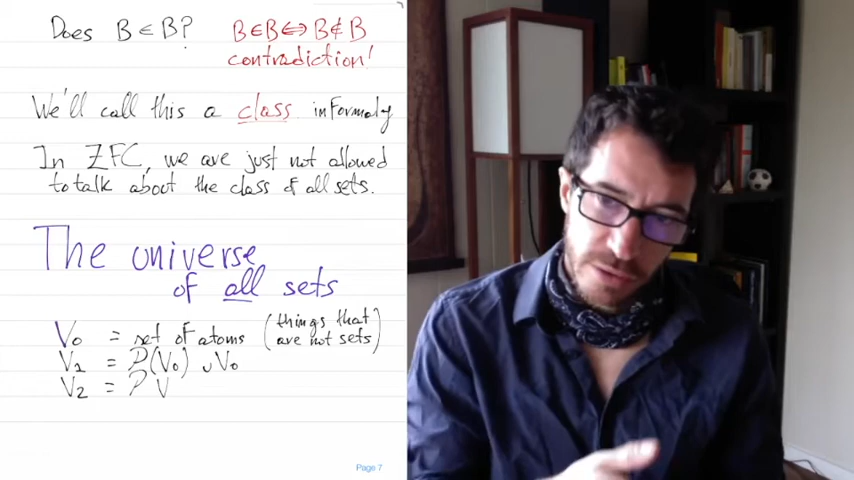 Does B ∈ B? B∈B ⇔ B∉B
contradiction!
We'll call this a class informaly
In ZFC, we are just not allowed
to talk about the class of all sets.
The universe
of all sets
V₀ = set of atoms (things that
are not sets)
V₁ = P(V₀) ∪ V₀
V₂ = P V
Page 7